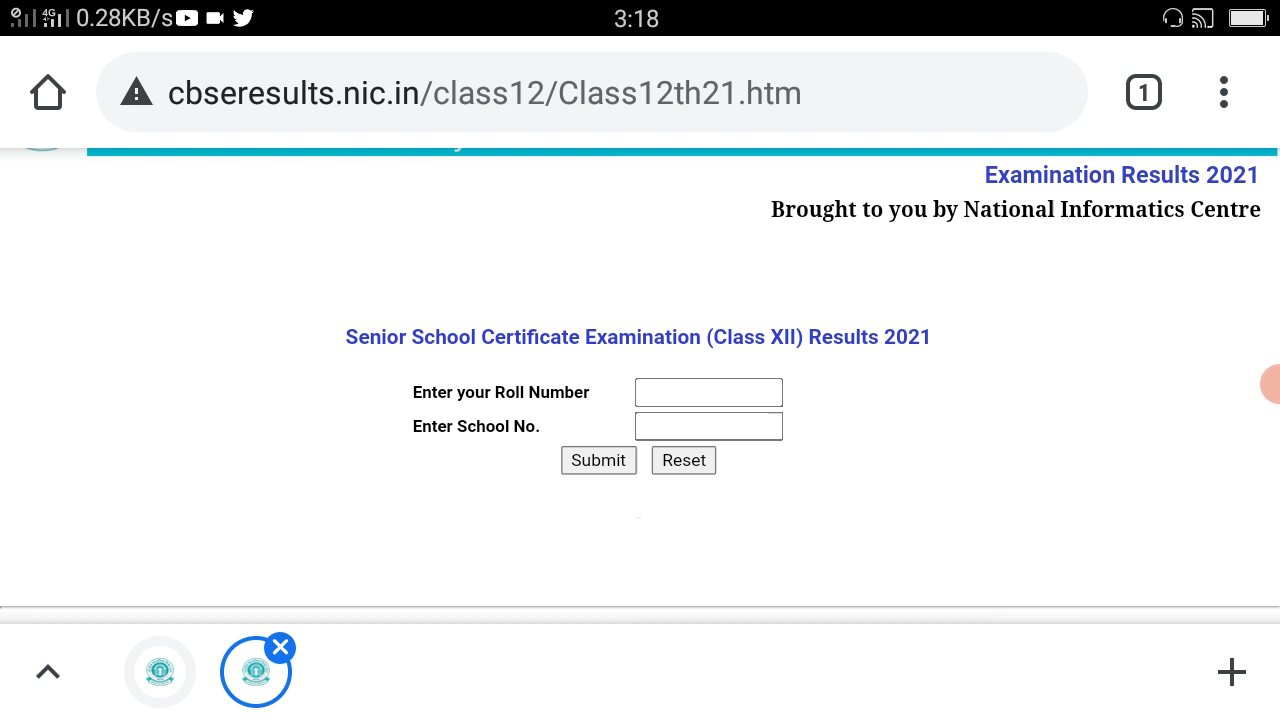 4G 0.28KB/s 3:18
cbseresults.nic.in/class12/Class12th21.htm 1
Examination Results 2021
Brought to you by National Informatics Centre
Senior School Certificate Examination (Class XII) Results 2021
Enter your Roll Number
Enter School No.
Submit Reset